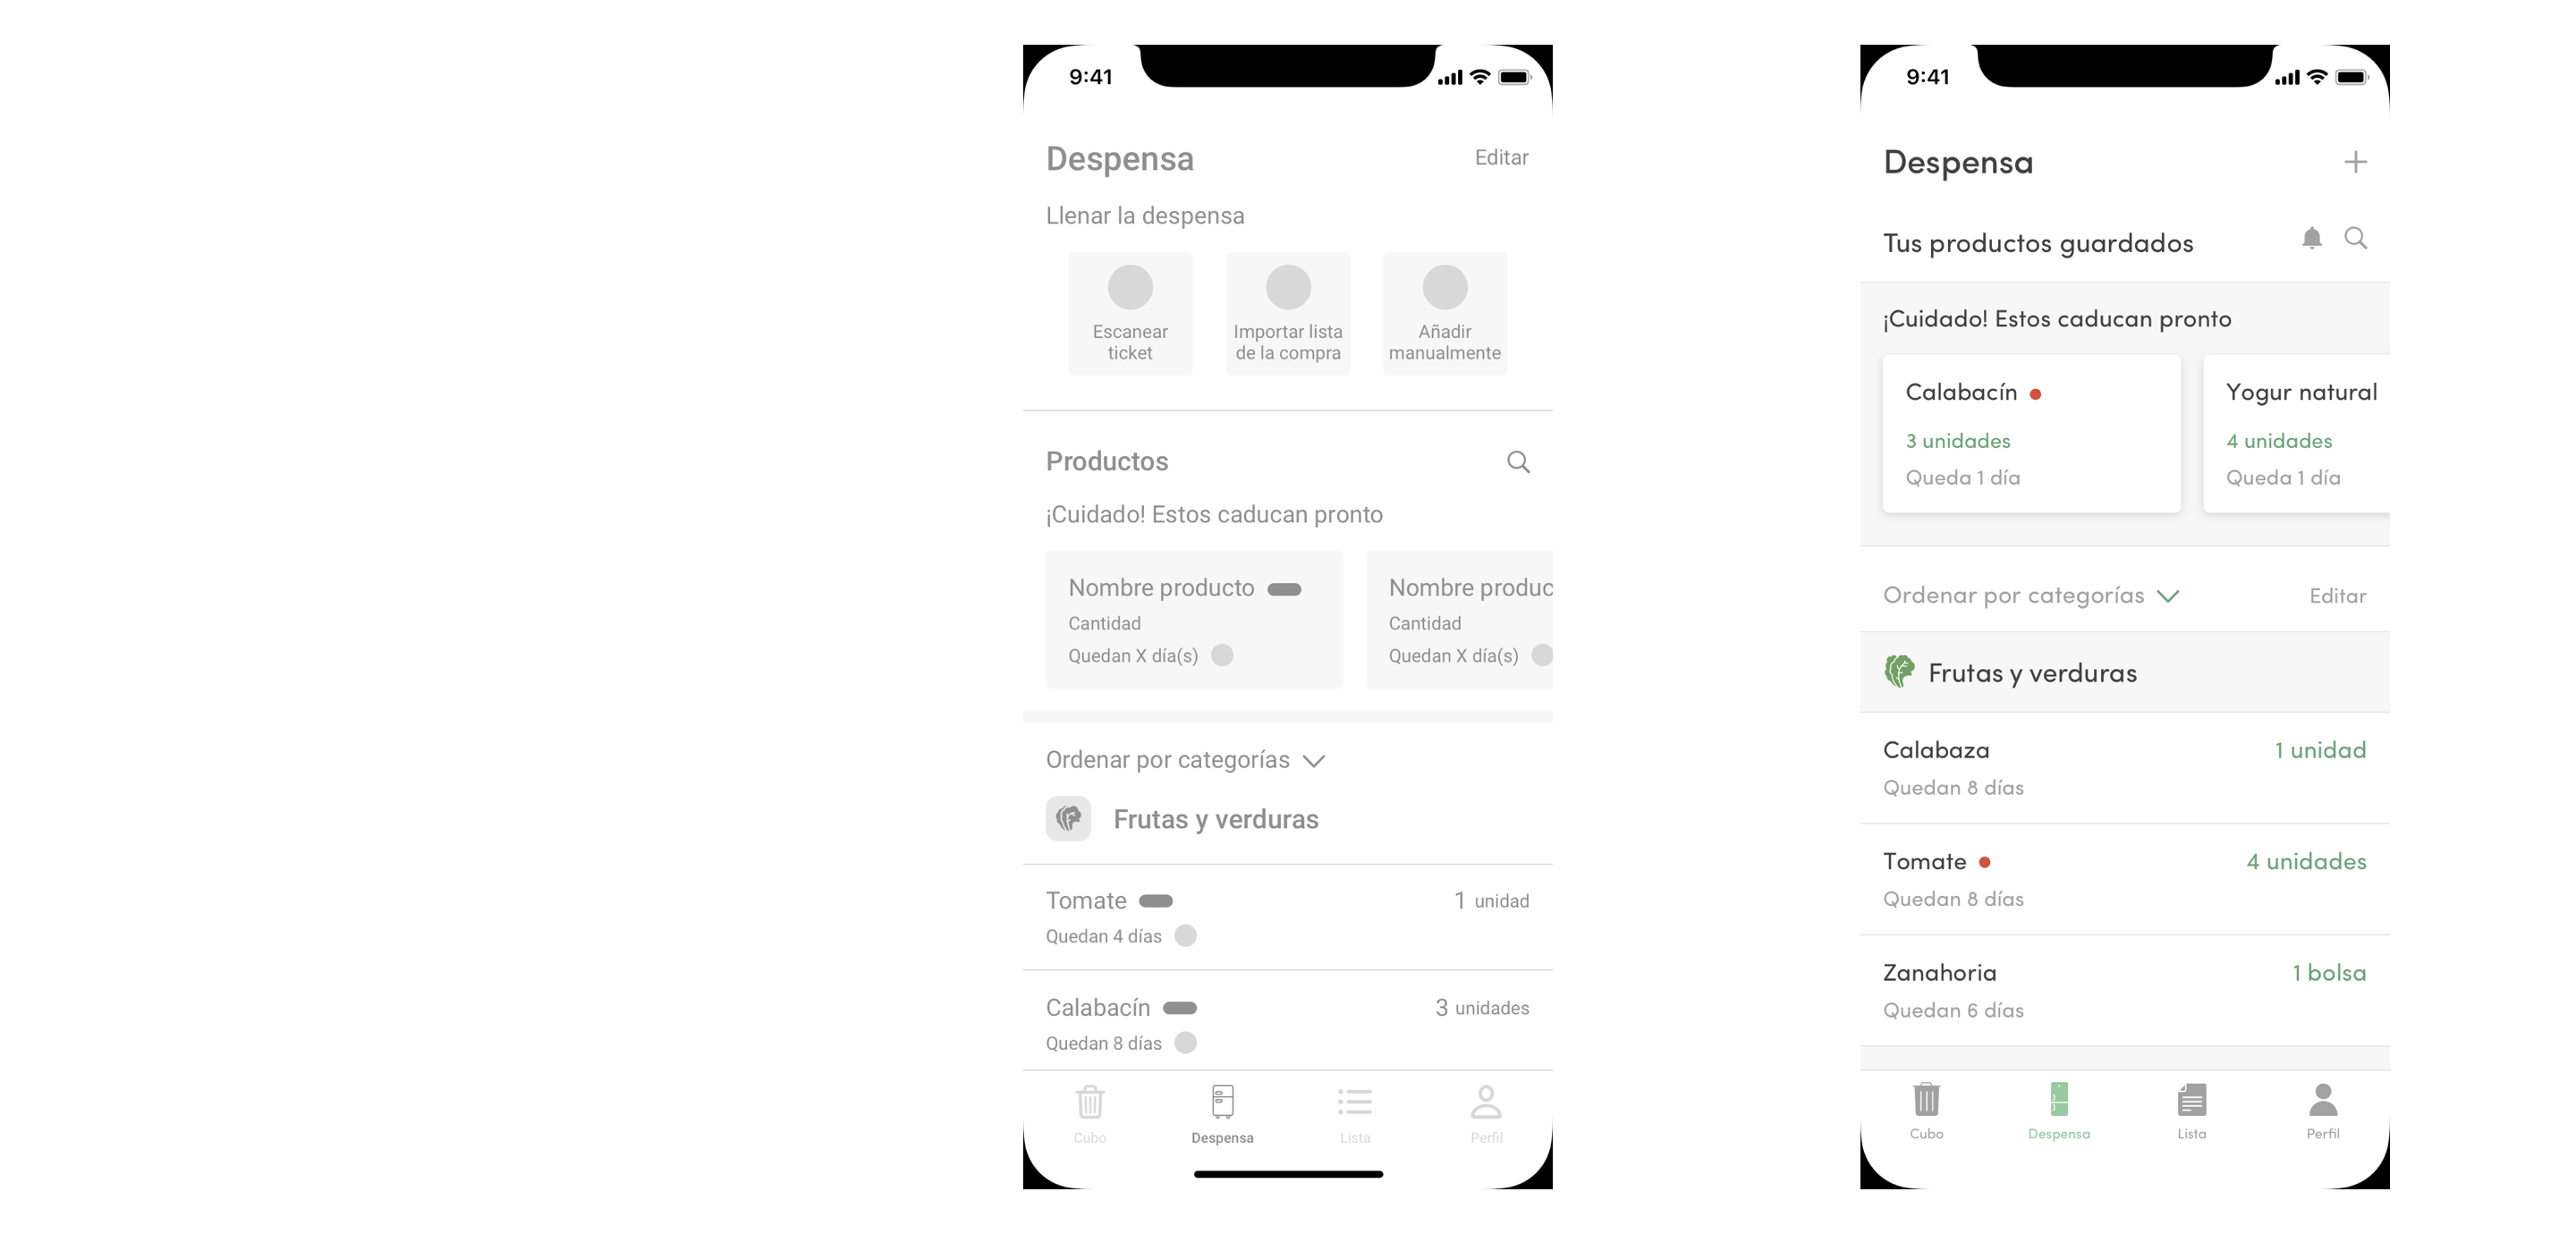 9:41
Despensa
Editar
Llenar la despensa
Escanear
ticket
Importar lista
de la compra
Añadir
manualmente
Productos
¡Cuidado! Estos caducan pronto
Nombre producto
Cantidad
Quedan X día(s)
Nombre produc
Cantidad
Quedan X día(s)
Ordenar por categorías
Frutas y verduras
Tomate
1 unidad
Quedan 4 días
Calabacín
3 unidades
Quedan 8 días
Cubo
Despensa
Lista
Perfil
9:41
Despensa
Tus productos guardados
¡Cuidado! Estos caducan pronto
Calabacín
3 unidades
Queda 1 día
Yogur natural
4 unidades
Queda 1 día
Ordenar por categorías
Editar
Frutas y verduras
Calabaza
1 unidad
Quedan 8 días
Tomate
4 unidades
Quedan 8 días
Zanahoria
1 bolsa
Quedan 6 días
Cubo
Despensa
Lista
Perfil